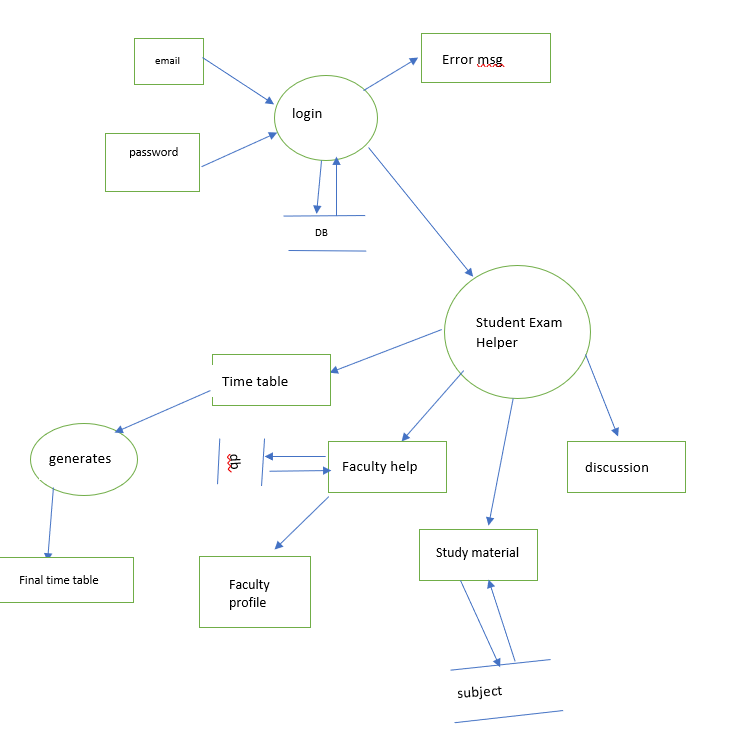 email
Error msg
login
password
DB
Student Exam
Helper
Time table
generates
db
Faculty help
discussion
Study material
Final time table
Faculty
profile
subject